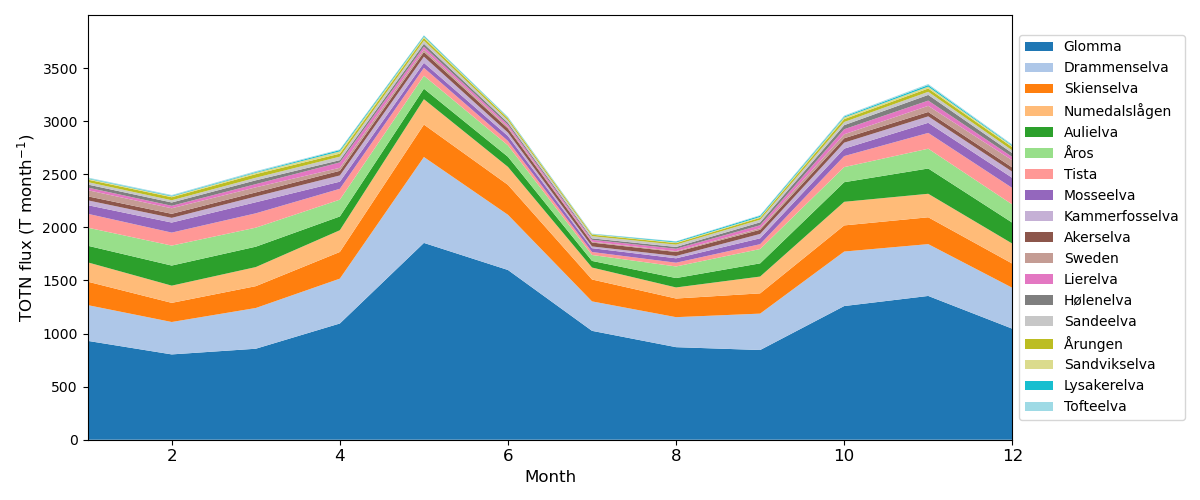 3500
3000
2500
2000
1500
1000
500
0
TOTN flux (T month⁻¹)
2
4
6
8
10
12
Month
Glomma
Drammenselva
Skienselva
Numedalslågen
Aulielva
Åros
Tista
Mosseelva
Kammerfosselva
Akerselva
Sweden
Lierelva
Hølenelva
Sandeelva
Årungen
Sandvikselva
Lysakerelva
Tofteelva